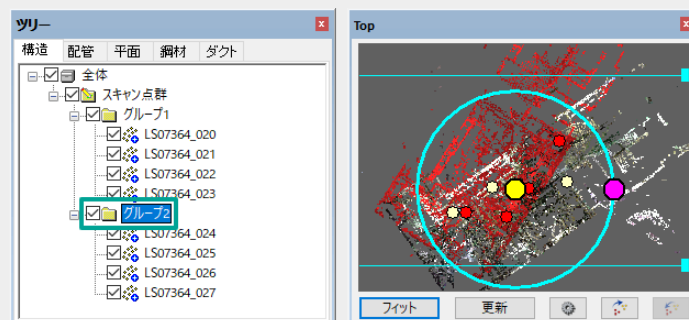 ツリー
構造 配管 平面 鋼材 ダクト
全体
スキャン点群
グループ1
LS07364_020
LS07364_021
LS07364_022
LS07364_023
グループ2
LS07364_024
LS07364_025
LS07364_026
LS07364_027
Top
フィット 更新